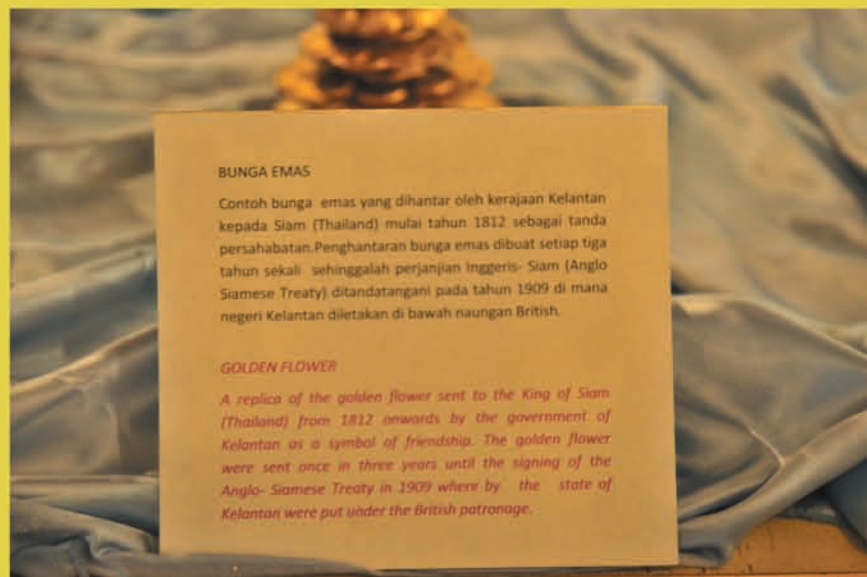 BUNGA EMAS
Contoh bunga emas yang dihantar oleh kerajaan Kelantan
kepada Siam (Thailand) mulai tahun 1812 sebagai tanda
persahabatan.Penghantaran bunga emas dibuat setiap tiga
tahun sekali sehinggalah perjanjian Inggeris- Siam (Anglo
Siamese Treaty) ditandatangani pada tahun 1909 di mana
negeri Kelantan diletakan di bawah naungan British.
GOLDEN FLOWER
A replica of the golden flower sent to the King of Siam
(Thailand) from 1812 onwards by the government of
Kelantan as a symbol of friendship. The golden flower
were sent once in three years until the signing of the
Anglo- Siamese Treaty in 1909 where by the state of
Kelantan were put under the British patronage.